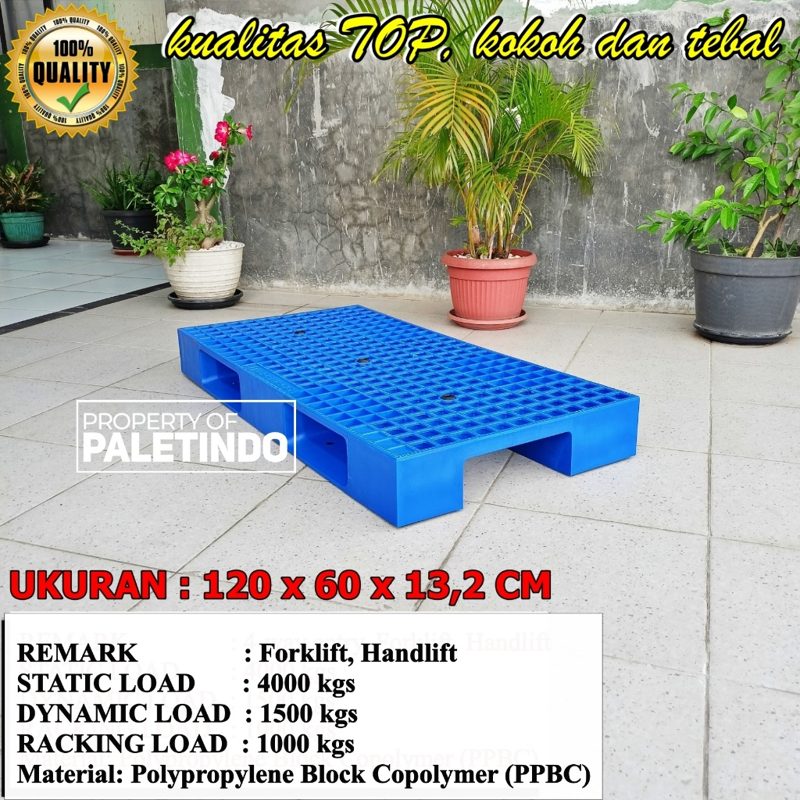 100%
QUALITY
kualitas TOP, kokoh dan tebal
PROPERTY OF
PALETINDO
UKURAN : 120 x 60 x 13,2 CM
REMARK : Forklift, Handlift
STATIC LOAD : 4000 kgs
DYNAMIC LOAD : 1500 kgs
RACKING LOAD : 1000 kgs
Material: Polypropylene Block Copolymer (PPBC)